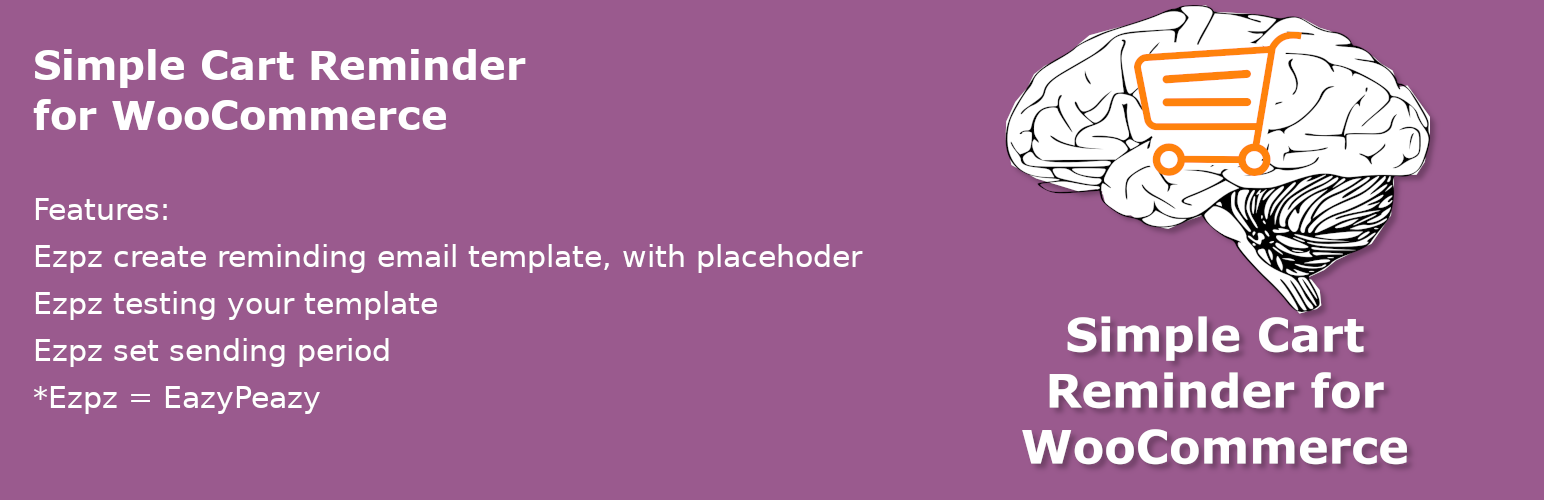 Simple Cart Reminder
for WooCommerce
Features:
Ezpz create reminding email template, with placehoder
Ezpz testing your template
Ezpz set sending period
*Ezpz = EazyPeazy
Simple Cart
Reminder for
WooCommerce